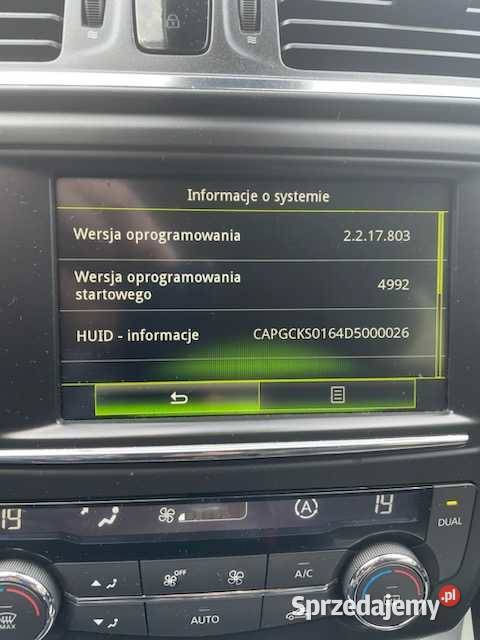 Informacje o systemie
Wersja oprogramowania 2.2.17.803
Wersja oprogramowania
startowego 4992
HUID - informacje CAPGCKS0164D5000026
19 19
DUAL
OFF
A/C
MAX
AUTO
Sprzedajemy.pl